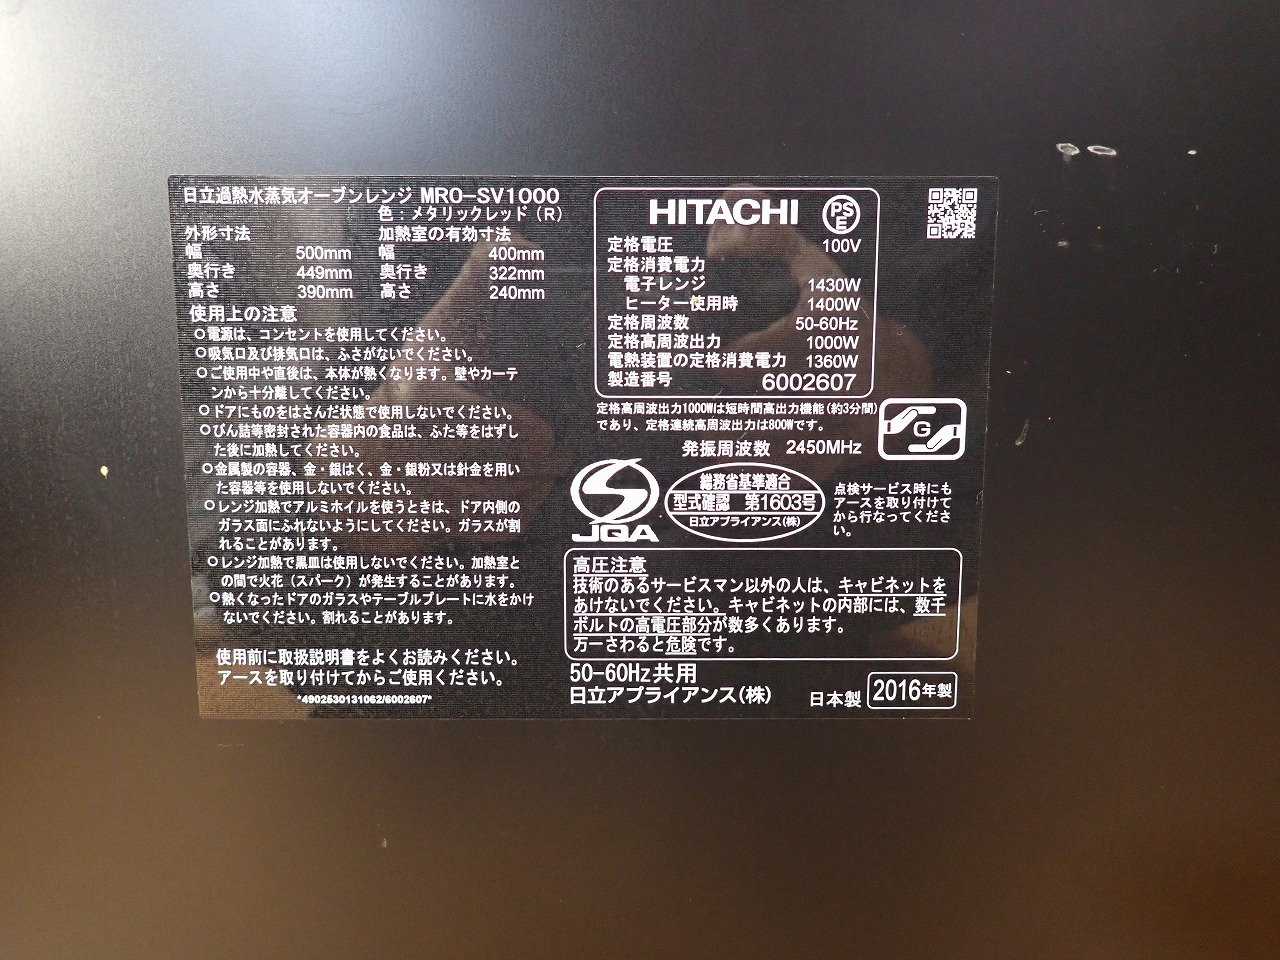 日立過熱水蒸気オーブンレンジ MRO-SV1000
色：メタリックレッド（R）
外形寸法 加熱室の有効寸法
幅 500mm 幅 400mm
奥行き 449mm 奥行き 322mm
高さ 390mm 高さ 240mm
使用上の注意
○電源は、コンセントを使用してください。
○吸気口及び排気口は、ふさがないでください。
○ご使用中や直後は、本体が熱くなります。壁やカーテ
ンから十分離してください。
○ドアにものをはさんだ状態で使用しないでください。
○びん詰等密封された容器内の食品は、ふた等をはずし
た後に加熱してください。
○金属製の容器、金・銀はく、金・銀粉又は針金を用い
た容器等を使用しないでください。
○レンジ加熱でアルミホイルを使うときは、ドア内側の
ガラス面にふれないようにしてください。ガラスが割
れることがあります。
○レンジ加熱で黒皿は使用しないでください。加熱室と
の間で火花（スパーク）が発生することがあります。
○熱くなったドアのガラスやテーブルプレートに水をかけ
ないでください。割れることがあります。
使用前に取扱説明書をよくお読みください。
アースを取り付けてからご使用ください。
*4902530131062/6002607*
HITACHI PSE
定格電圧 100V
定格消費電力
電子レンジ 1430W
ヒーター使用時 1400W
定格周波数 50-60Hz
定格高周波出力 1000W
電熱装置の定格消費電力 1360W
製造番号 6002607
定格高周波出力1000Wは短時間高出力機能(約3分間)
であり、定格連続高周波出力は800Wです。
発振周波数 2450MHz
G
JQA
総務省基準適合
型式確認 第1603号
日立アプライアンス(株)
点検サービス時にも
アースを取り付けて
から行なってくださ
い。
高圧注意
技術のあるサービスマン以外の人は、キャビネットを
あけないでください。キャビネットの内部には、数千
ボルトの高電圧部分が数多くあります。
万一さわると危険です。
50-60Hz共用
日立アプライアンス(株) 日本製 2016年製